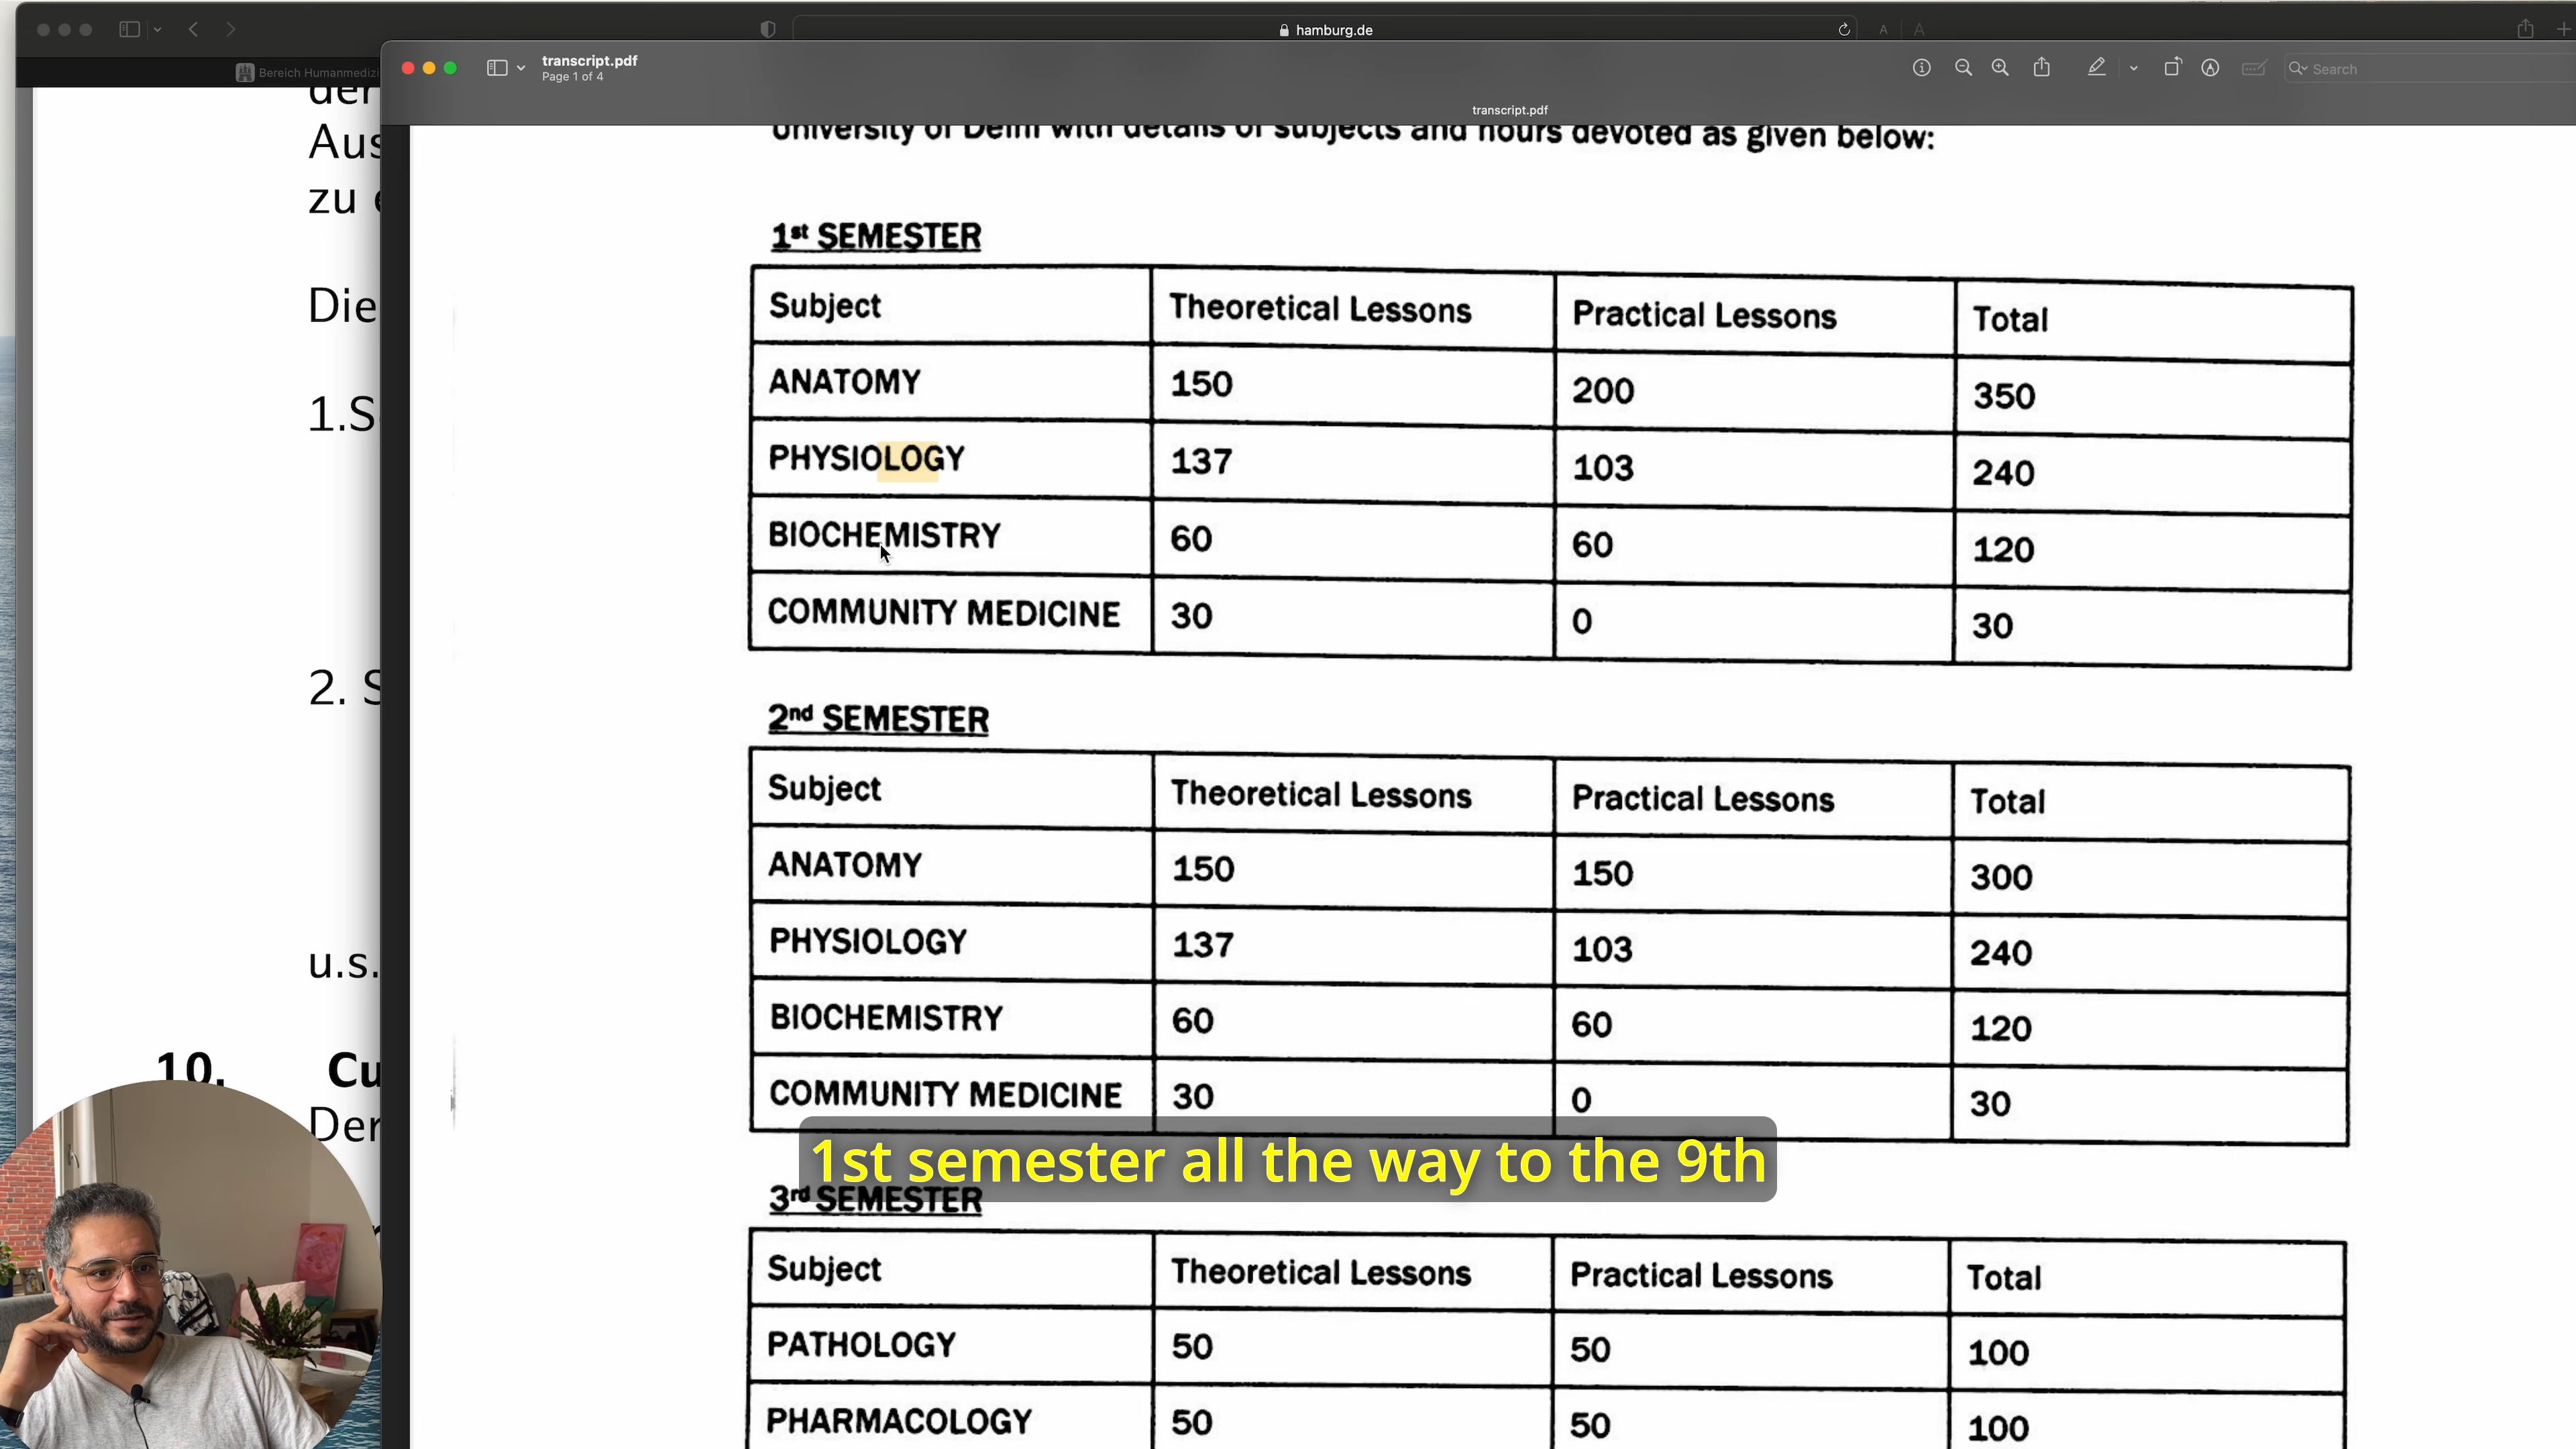 hamburg.de
Bereich Humanmedizi
transcript.pdf
Page 1 of 4
Search
transcript.pdf
der
Aus
zu
Die
1.S
2. S
u.s.
10. Cu
Der
University of Delhi with details of subjects and hours devoted as given below:
1st SEMESTER
Subject Theoretical Lessons Practical Lessons Total
ANATOMY 150 200 350
PHYSIOLOGY 137 103 240
BIOCHEMISTRY 60 60 120
COMMUNITY MEDICINE 30 0 30
2nd SEMESTER
Subject Theoretical Lessons Practical Lessons Total
ANATOMY 150 150 300
PHYSIOLOGY 137 103 240
BIOCHEMISTRY 60 60 120
COMMUNITY MEDICINE 30 0 30
1st semester all the way to the 9th
3rd SEMESTER
Subject Theoretical Lessons Practical Lessons Total
PATHOLOGY 50 50 100
PHARMACOLOGY 50 50 100